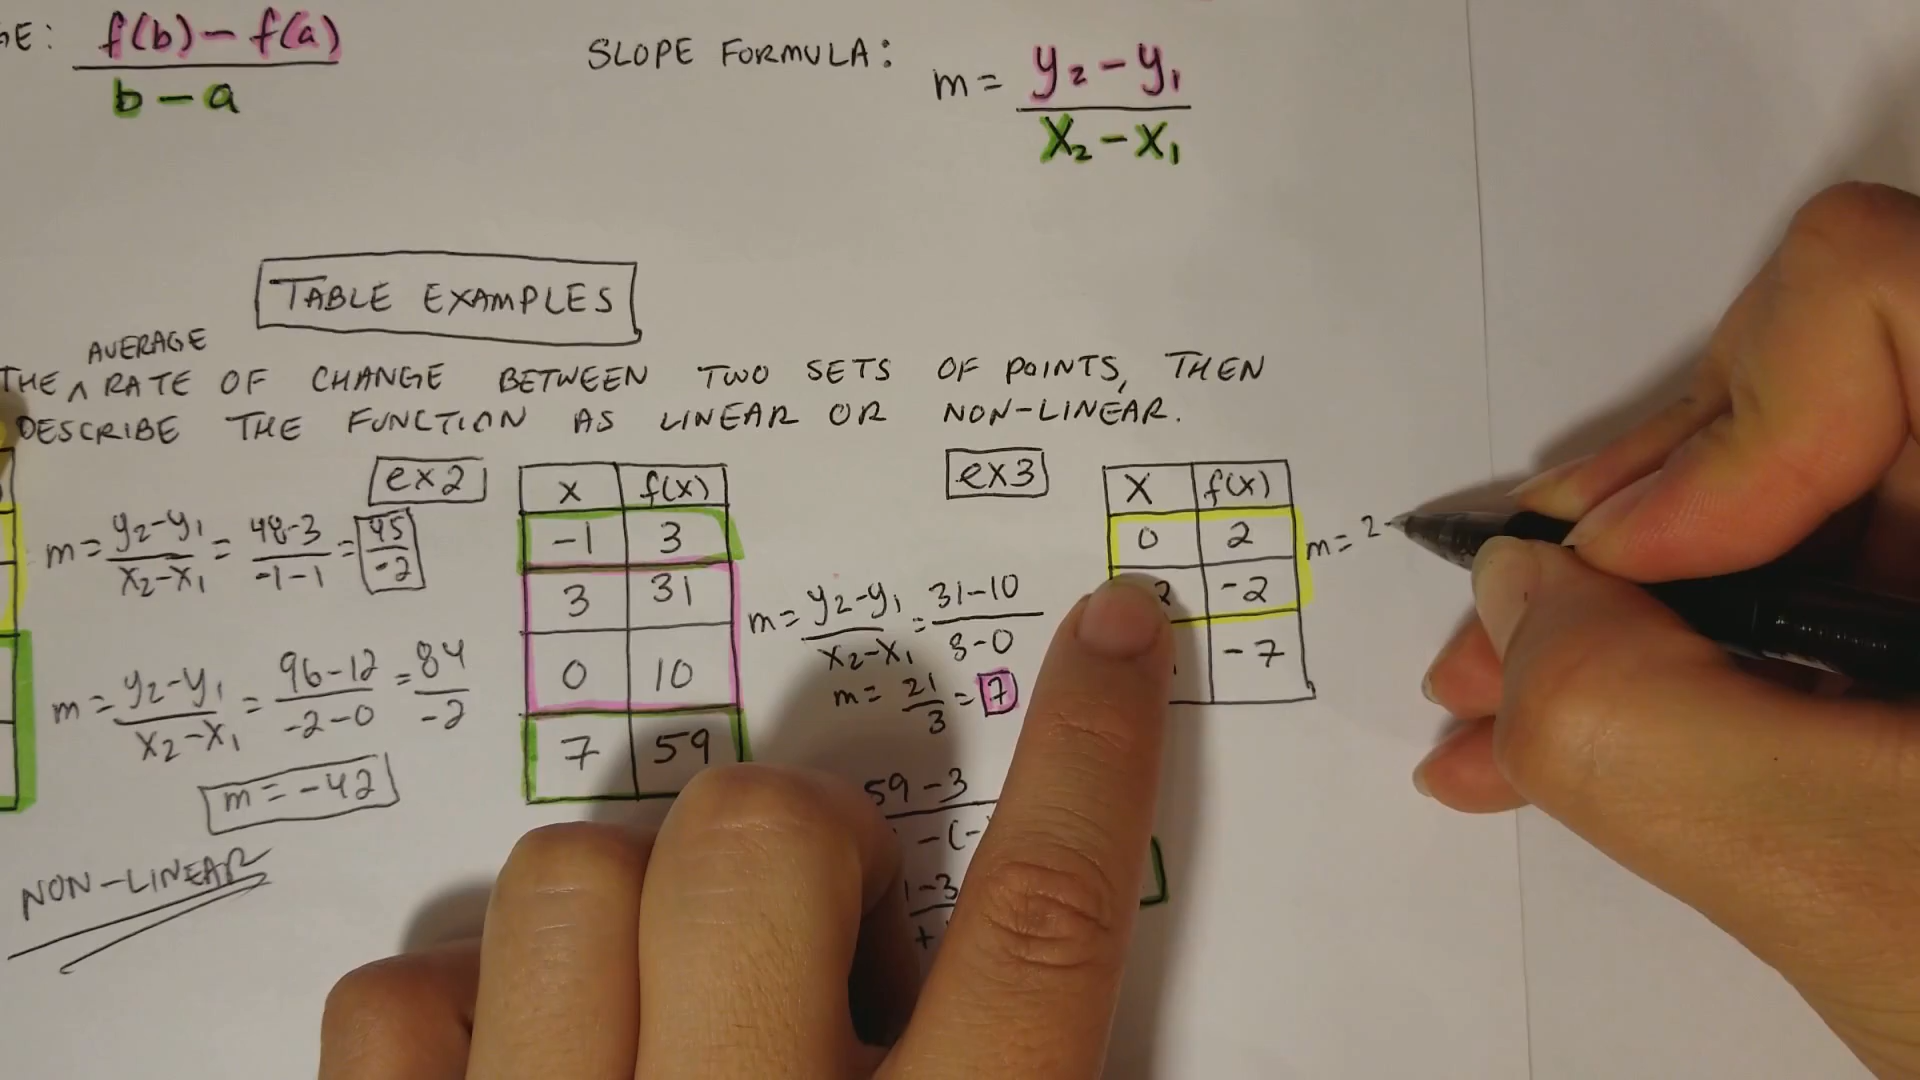 GE: f(b) - f(a)
b - a
SLOPE FORMULA: m = y₂ - y₁
x₂ - x₁
TABLE EXAMPLES
AVERAGE
THE ^ RATE OF CHANGE BETWEEN TWO SETS OF POINTS, THEN
DESCRIBE THE FUNCTION AS LINEAR OR NON-LINEAR.
m = y₂-y₁ / x₂-x₁ = 48-3 / -1-1 = 45 / -2
m = y₂-y₁ / x₂-x₁ = 96-12 / -2-0 = 84 / -2
m = -42
NON-LINEAR
ex2
x f(x)
-1 3
3 31
0 10
7 59
m = y₂-y₁ / x₂-x₁ = 31-10 / 3-0
m = 21 / 3 = 7
59-3
-(-
-3
+
ex3
x f(x)
0 2
2 -2
-7
m = 2-